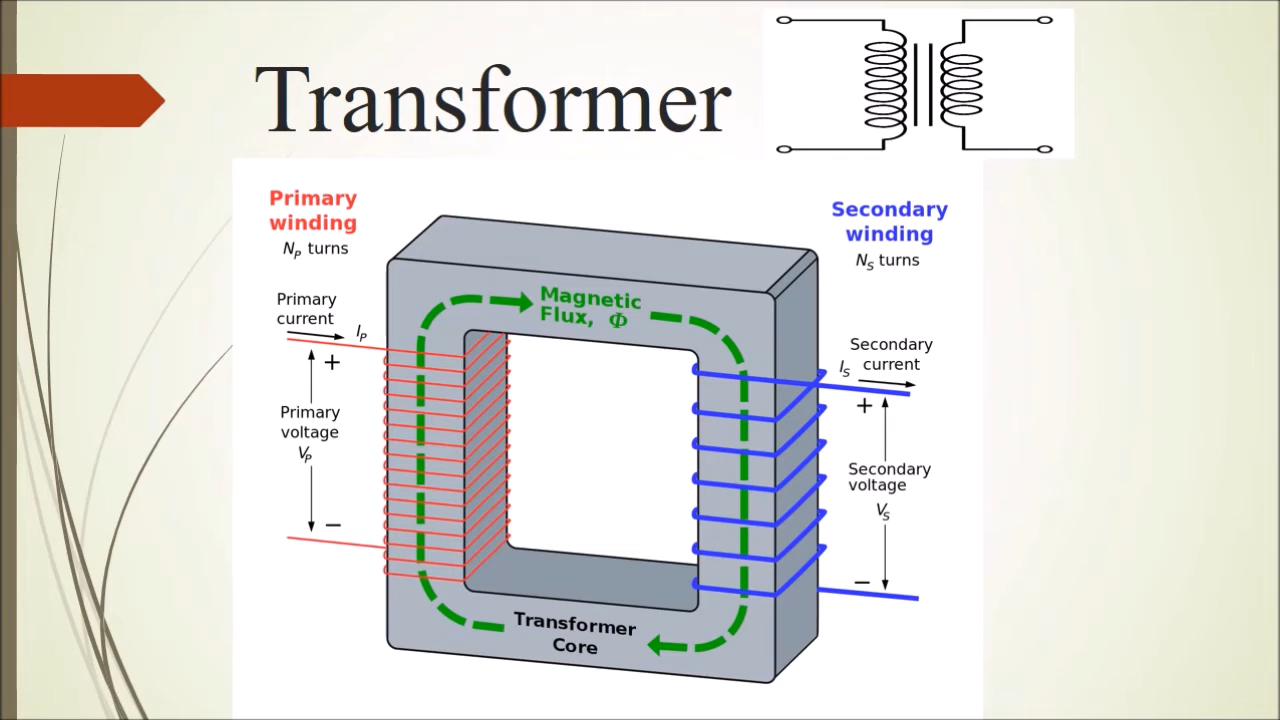 Transformer
Primary
winding
NP turns
Primary
current
IP
+
Primary
voltage
VP
−
Magnetic
Flux, Φ
Transformer
Core
Secondary
winding
NS turns
Secondary
IS current
+
Secondary
voltage
VS
−